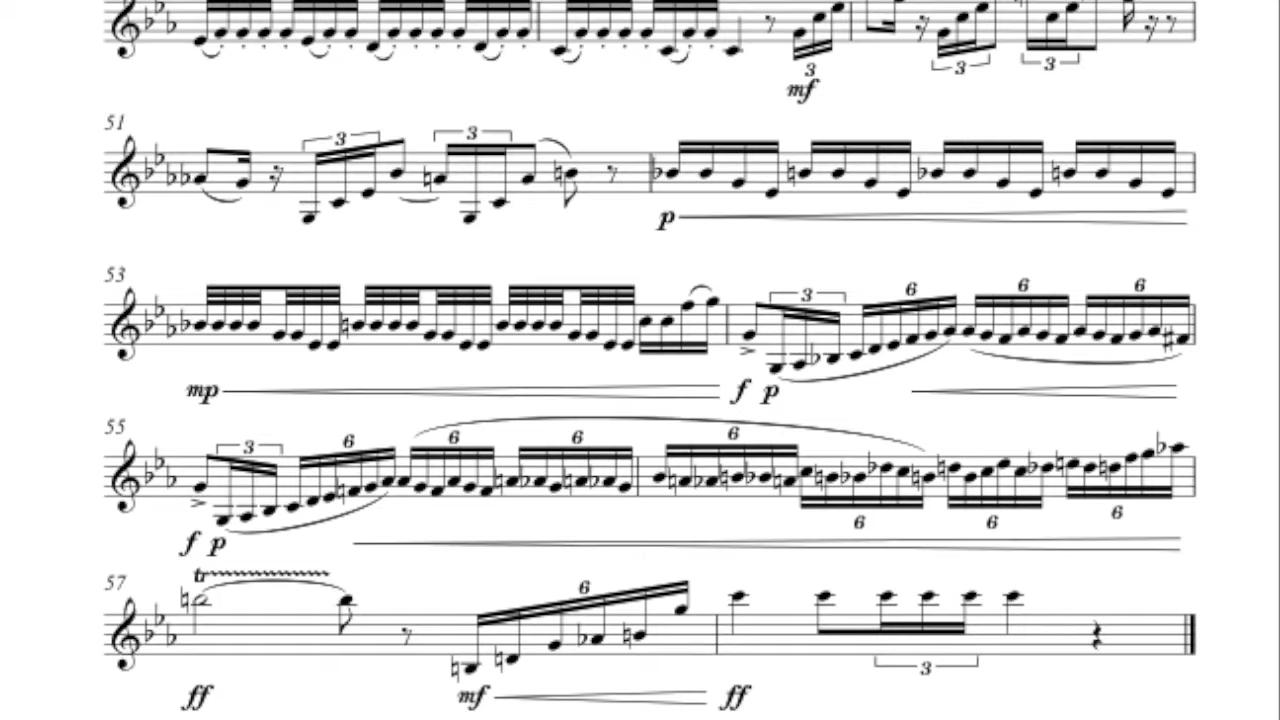 3 3 3
mf
51 3 3
p
53 3 6 6 6
mp f p
55 3 6 6 6 6
6 6 6
f p
57 tr 6
3
ff mf ff